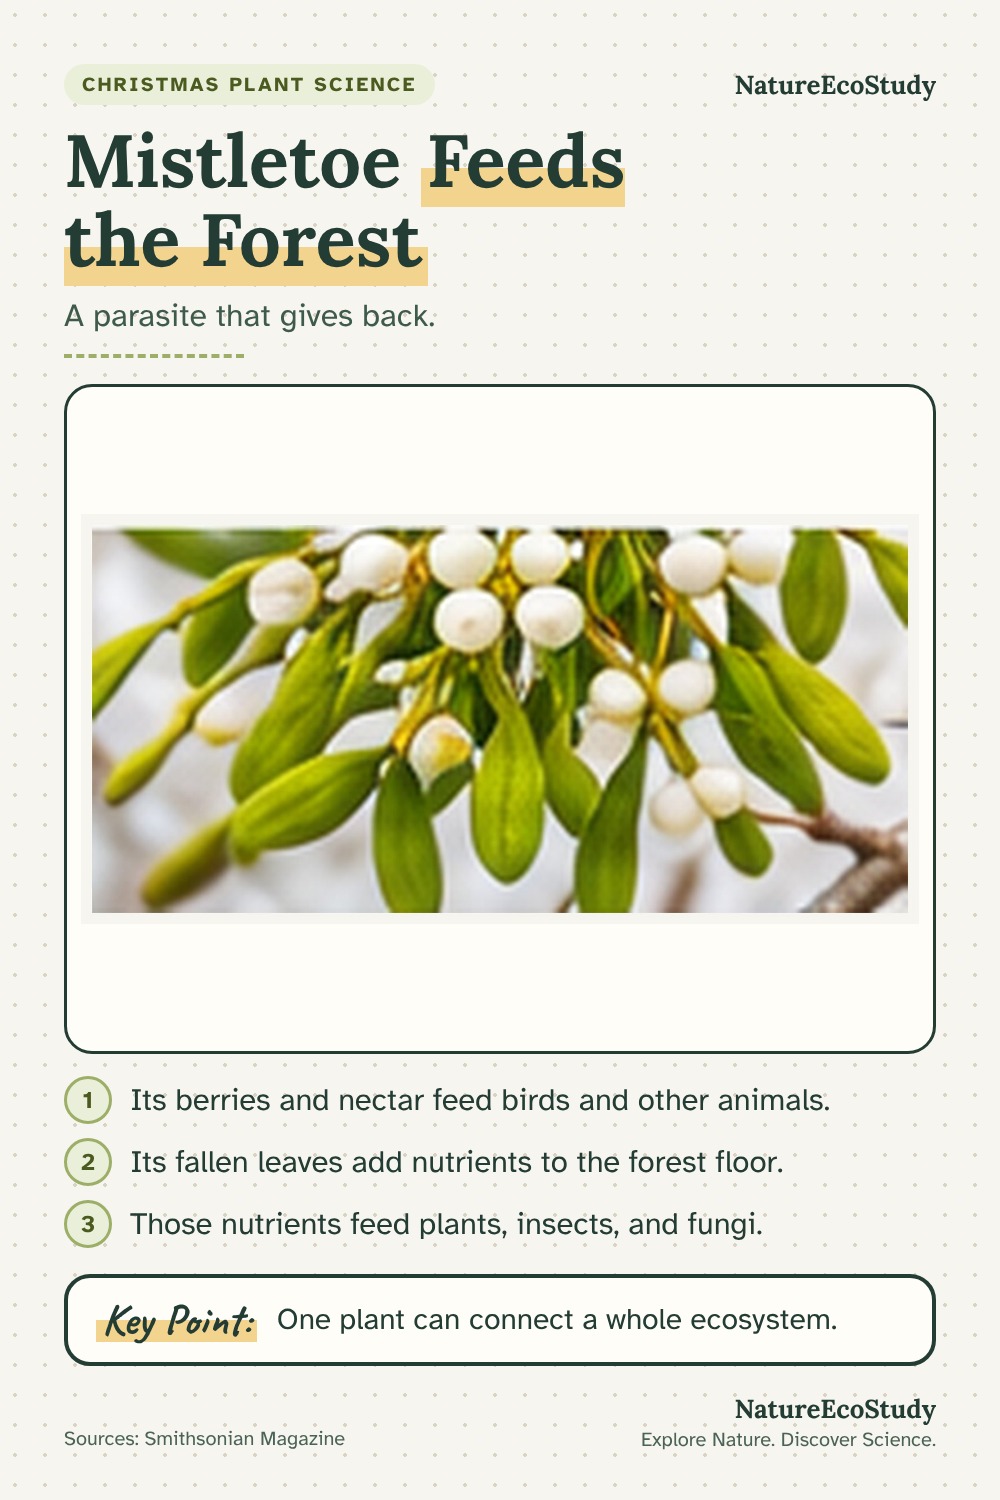 CHRISTMAS PLANT SCIENCE
NatureEcoStudy
Mistletoe Feeds
the Forest
A parasite that gives back.
1 Its berries and nectar feed birds and other animals.
2 Its fallen leaves add nutrients to the forest floor.
3 Those nutrients feed plants, insects, and fungi.
Key Point: One plant can connect a whole ecosystem.
NatureEcoStudy
Sources: Smithsonian Magazine
Explore Nature. Discover Science.